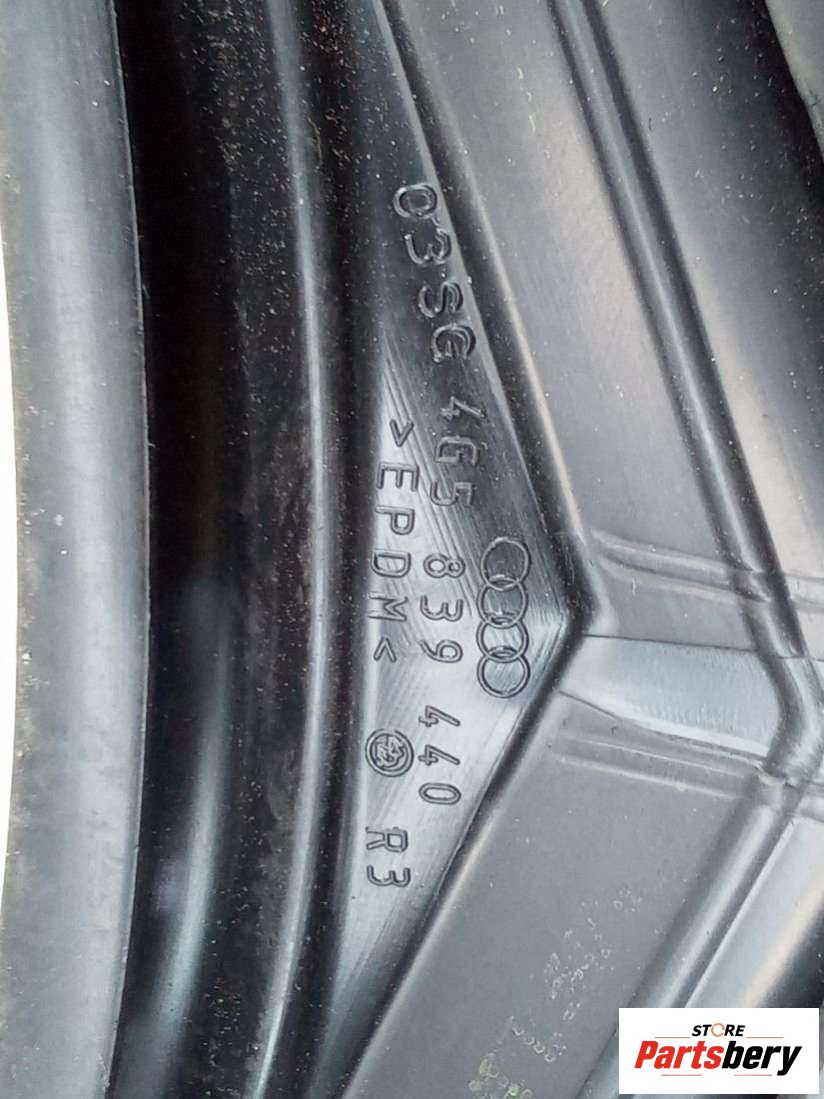 03SG 4G5 839 440
>EPDM< R3
STORE
Partsbery